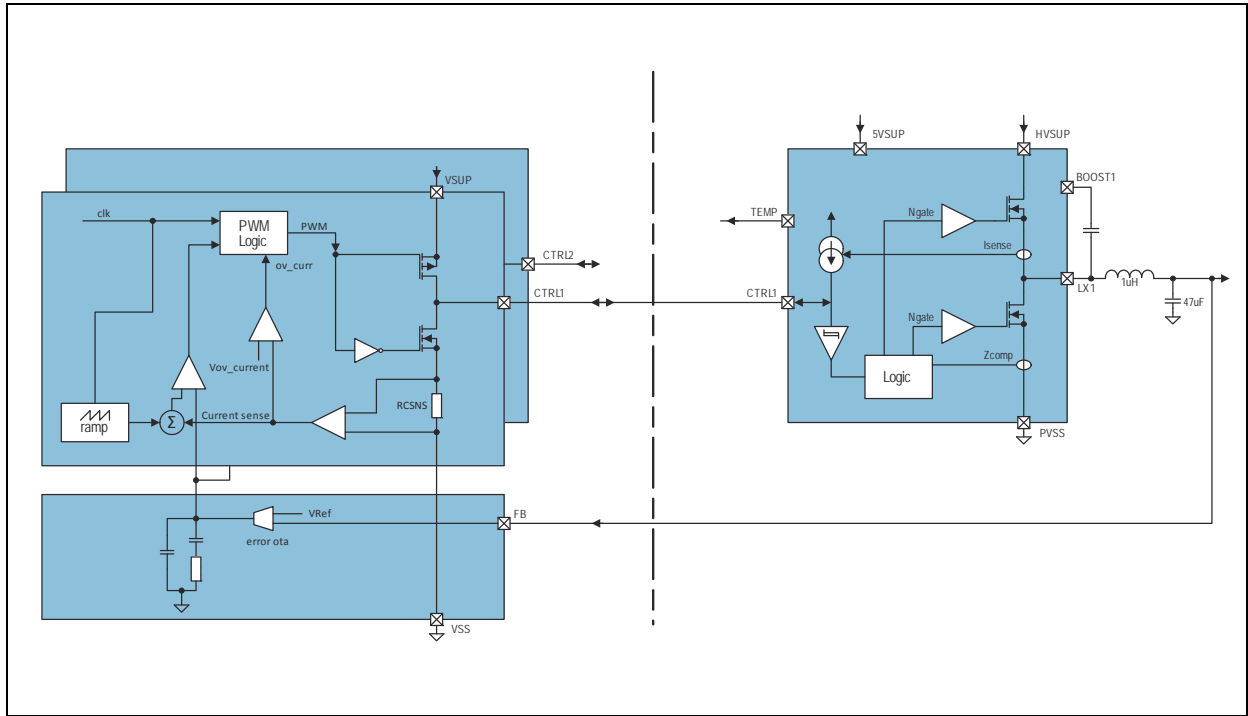 VSUP
clk
PWM
Logic
PWM
ov_curr
CTRL2
CTRL1
Vov_current
RCSNS
ramp
Σ
Current sense
VRef
error ota
FB
VSS
5VSUP
HVSUP
BOOST1
TEMP
Ngate
Isense
CTRL1
LX1
1uH
47uF
Ngate
Zcomp
Logic
PVSS